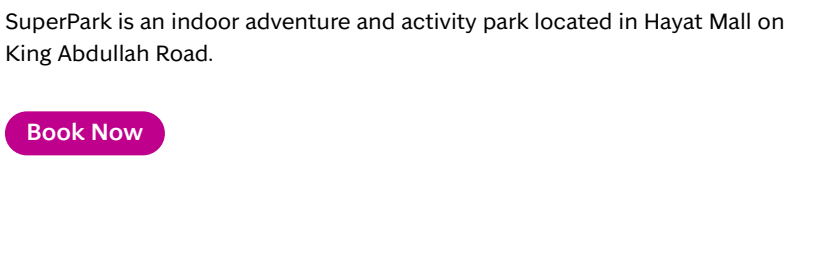 SuperPark is an indoor adventure and activity park located in Hayat Mall on
King Abdullah Road.
Book Now